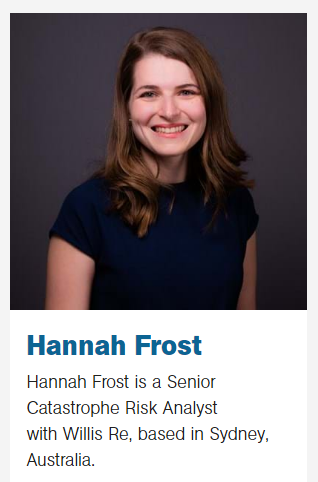 Hannah Frost
Hannah Frost is a Senior
Catastrophe Risk Analyst
with Willis Re, based in Sydney,
Australia.